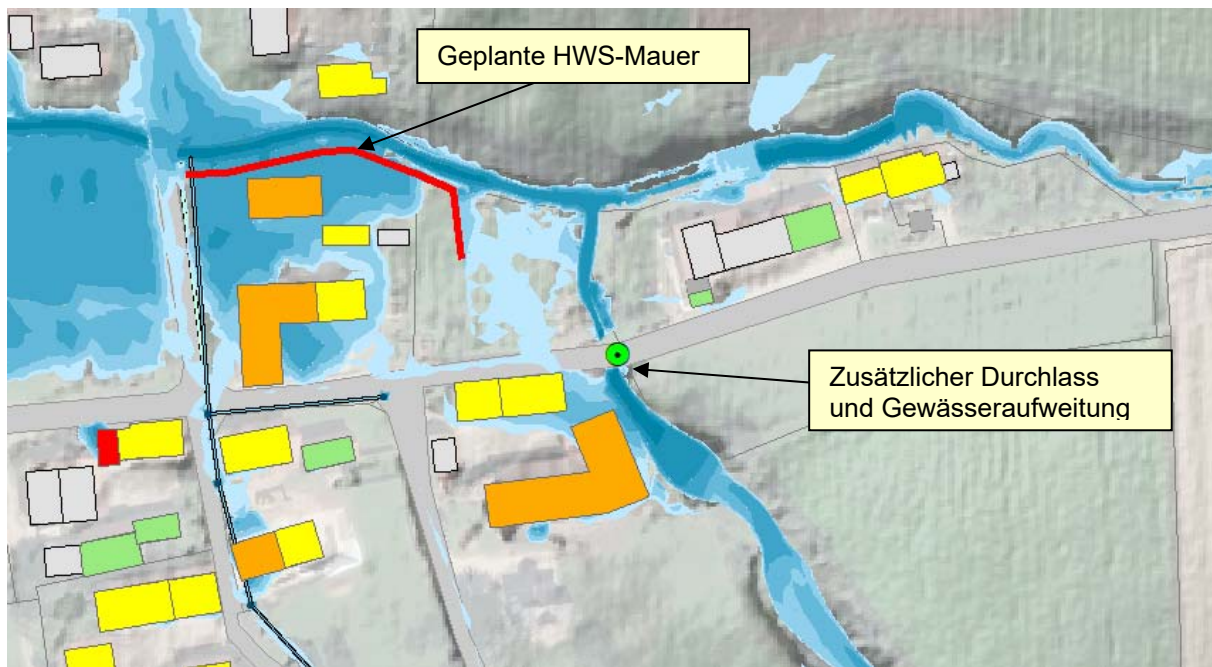 Geplante HWS-Mauer
Zusätzlicher Durchlass
und Gewässeraufweitung